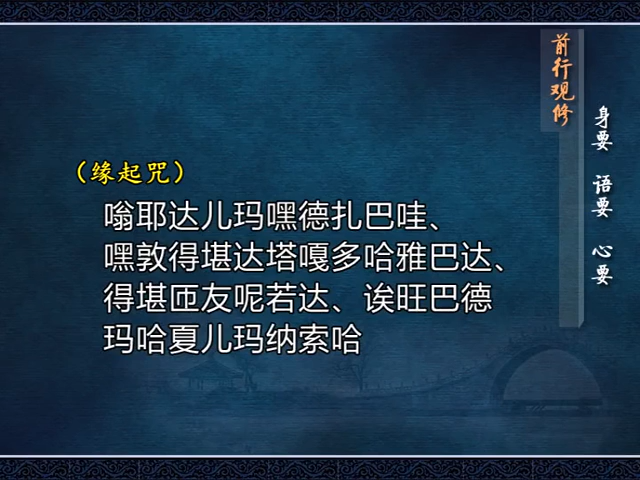 前行观修
身要 语要 心要
（缘起咒）
嗡耶达儿玛嘿德扎巴哇、
嘿敦得堪达塔嘎多哈雅巴达、
得堪匝友呢若达、诶旺巴德
玛哈夏儿玛纳索哈